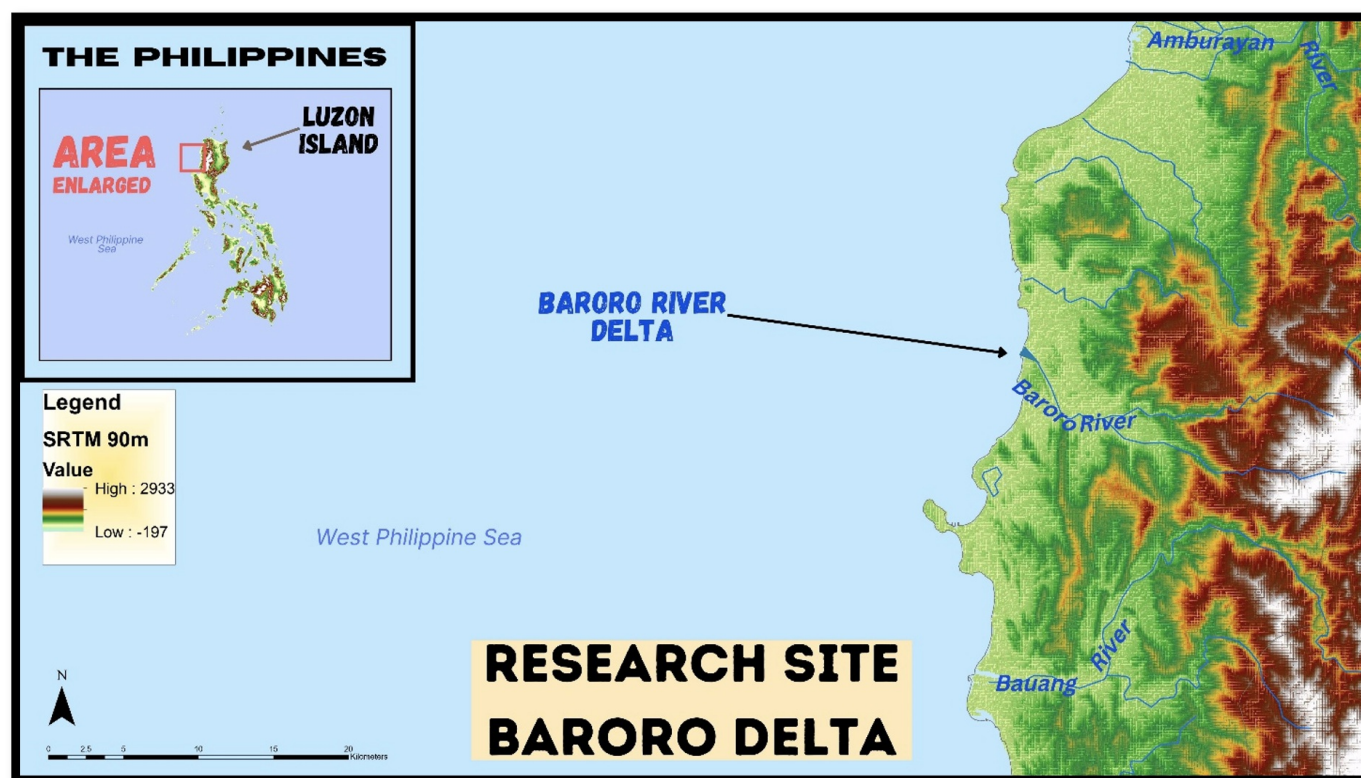 THE PHILIPPINES
LUZON
ISLAND
AREA
ENLARGED
West Philippine
Sea
Amburayan
River
BARORO RIVER
DELTA
Baroro River
Legend
SRTM 90m
Value
High : 2933
Low : -197
West Philippine Sea
River
Bauang
RESEARCH SITE
BARORO DELTA
N
0 2.5 5 10 15 20
Kilometers